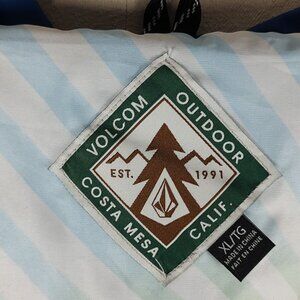 VOLCOM OUTDOOR
EST. 1991
COSTA MESA CALIF.
XL/TG
MADE IN CHINA
FAIT EN CHINE